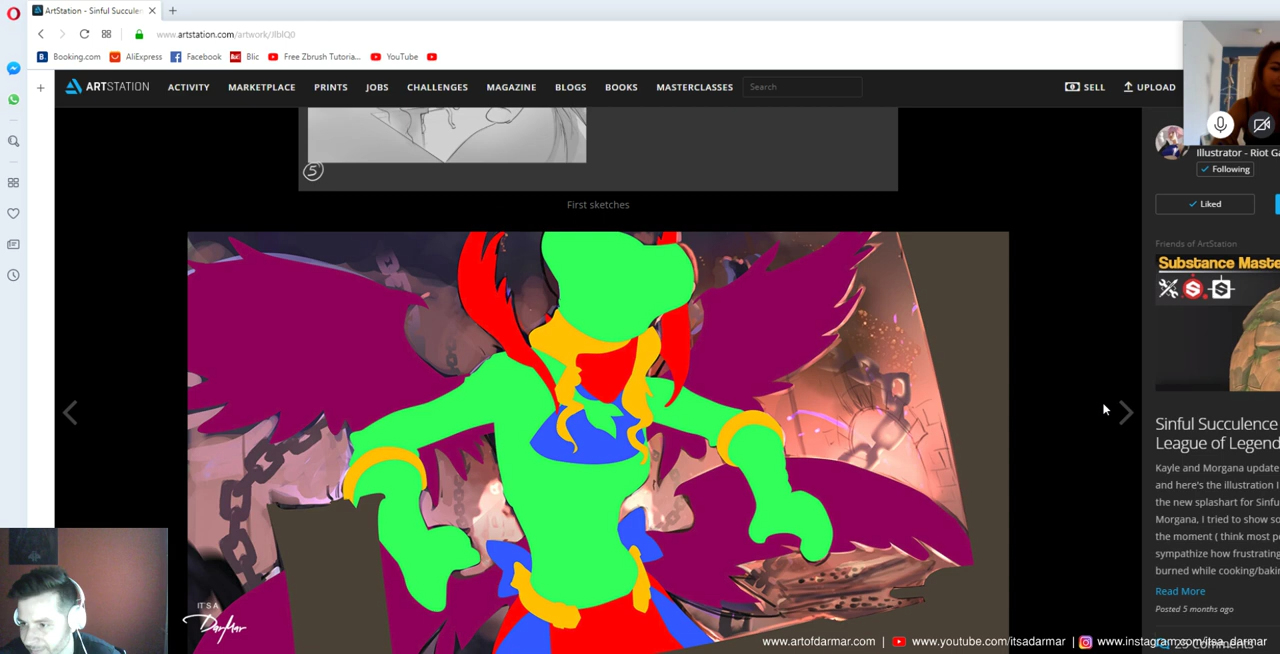 ArtStation - Sinful Succulen
www.artstation.com/artwork/JlblQ0
B. Booking.com AliExpress Facebook Blic Free Zbrush Tutoria... YouTube
ARTSTATION ACTIVITY MARKETPLACE PRINTS JOBS CHALLENGES MAGAZINE BLOGS BOOKS MASTERCLASSES Search SELL UPLOAD
5
First sketches
Illustrator - Riot Ga
Following
Liked
Friends of ArtStation
Substance Maste
S
Sinful Succulence
League of Legend
Kayle and Morgana update
and here's the illustration I
the new splashart for Sinfu
Morgana, I tried to show so
the moment ( think most pe
sympathize how frustrating
burned while cooking/bakin
Read More
Posted 5 months ago
23 Comments
IT'S A
DarMar
www.artofdarmar.com | www.youtube.com/itsadarmar | www.instagram.com/itsa_darmar